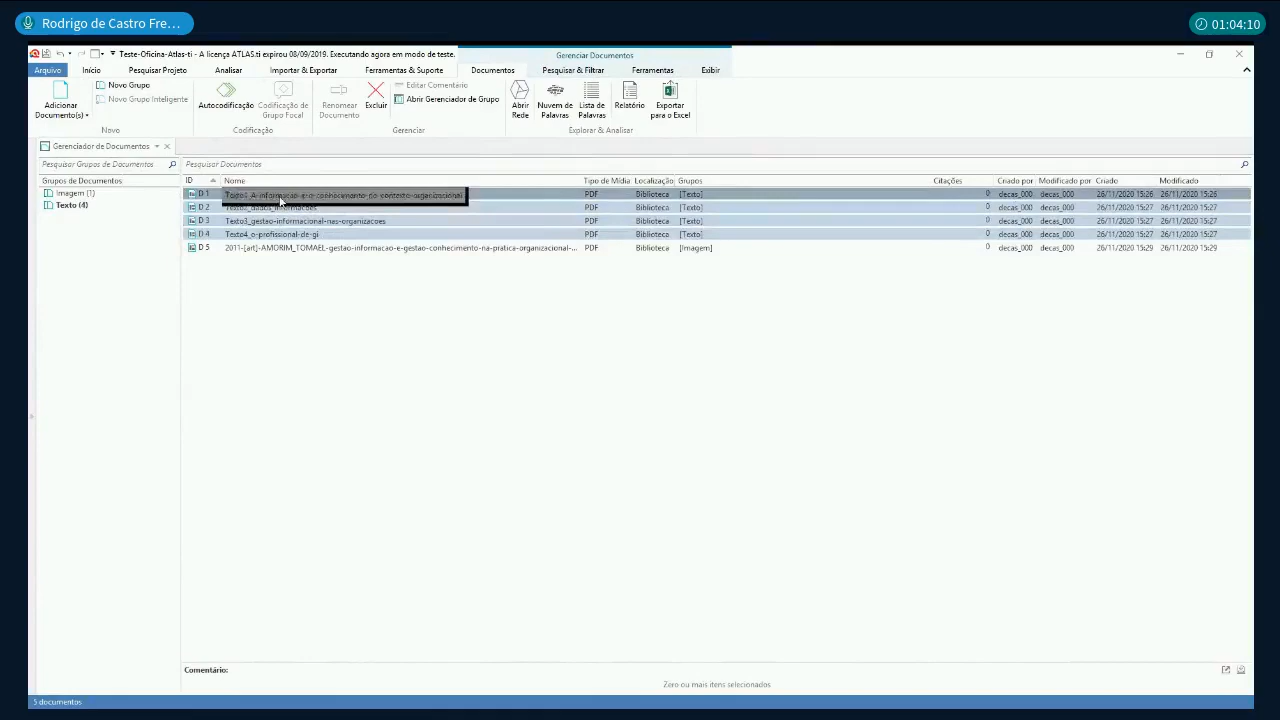 Rodrigo de Castro Fre...
01:04:10
Teste-Oficina-Atlas-ti - A licença ATLAS.ti expirou 08/09/2019. Executando agora em modo de teste.
Gerenciar Documentos
Arquivo Início Pesquisar Projeto Analisar Importar & Exportar Ferramentas & Suporte Documentos Pesquisar & Filtrar Ferramentas Exibir
Adicionar Documento(s)
Novo Grupo
Novo Grupo Inteligente
Autocodificação
Codificação de Grupo Focal
Renomear Documento
Excluir
Editar Comentário
Abrir Gerenciador de Grupo
Abrir Rede
Nuvem de Palavras
Lista de Palavras
Relatório
Exportar para o Excel
Novo Codificação Gerenciar Explorar & Analisar
Gerenciador de Documentos
Pesquisar Grupos de Documentos
Pesquisar Documentos
Grupos de Documentos
Imagem (1)
Texto (4)
ID Nome Tipo de Mídia Localização Grupos Citações Criado por Modificado por Criado Modificado
D 1 Texto1_A-informacao-e-o-conhecimento-no-contexto-organizacional PDF Biblioteca [Texto] 0 decas_000 decas_000 26/11/2020 15:26 26/11/2020 15:26
D 2 Texto2_dados_informacoes PDF Biblioteca [Texto] 0 decas_000 decas_000 26/11/2020 15:27 26/11/2020 15:27
D 3 Texto3_gestao-informacional-nas-organizacoes PDF Biblioteca [Texto] 0 decas_000 decas_000 26/11/2020 15:27 26/11/2020 15:27
D 4 Texto4_o-profissional-de-gi PDF Biblioteca [Texto] 0 decas_000 decas_000 26/11/2020 15:27 26/11/2020 15:27
D 5 2011-[art]-AMORIM_TOMAEL-gestao-informacao-e-gestao-conhecimento-na-pratica-organizacional-... PDF Biblioteca [Imagem] 0 decas_000 decas_000 26/11/2020 15:29 26/11/2020 15:29
Comentário:
Zero ou mais itens selecionados
5 documentos